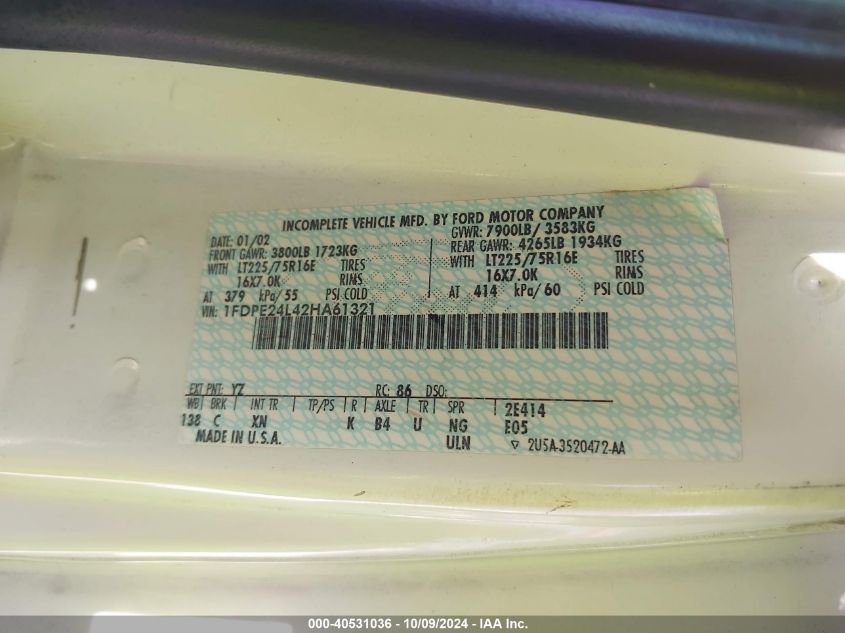 INCOMPLETE VEHICLE MFD. BY FORD MOTOR COMPANY
DATE: 01/02 GVWR: 7900LB/ 3583KG
FRONT GAWR: 3800LB 1723KG REAR GAWR: 4265LB 1934KG
WITH LT225/75R16E TIRES WITH LT225/75R16E TIRES
16X7.0K RIMS 16X7.0K RIMS
AT 379 kPa/ 55 PSI COLD AT 414 kPa/ 60 PSI COLD
VIN: 1FDPE24L42HA61321
EXT PNT: YZ RC: 86 DSO:
WB BRK INT TR TP/PS R AXLE TR SPR 2E414
138 C XN K B4 U NG E05
MADE IN U.S.A. ULN ▽ 2U5A-3520472-AA
000-40531036 - 10/09/2024 - IAA Inc.